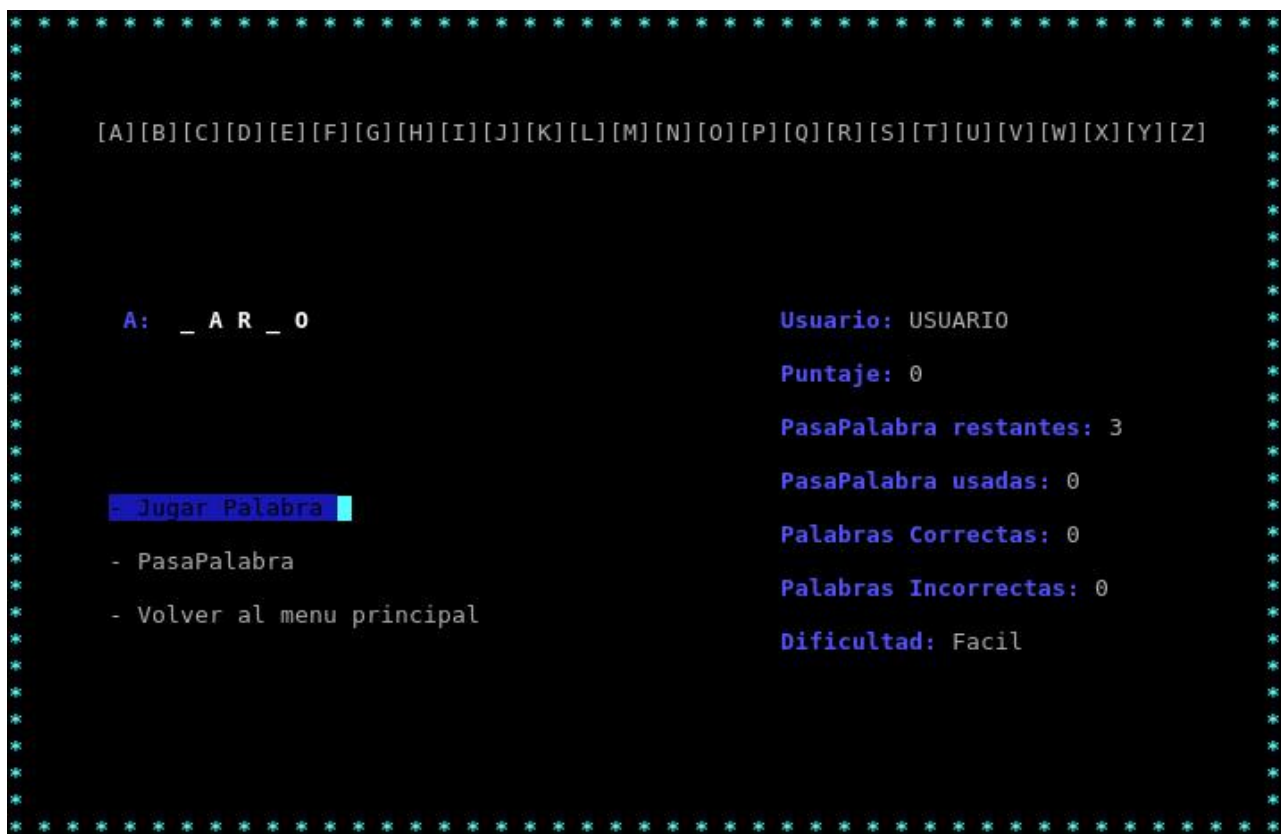 [A][B][C][D][E][F][G][H][I][J][K][L][M][N][O][P][Q][R][S][T][U][V][W][X][Y][Z]
A: _ A R _ O
Usuario: USUARIO
Puntaje: 0
PasaPalabra restantes: 3
PasaPalabra usadas: 0
- Jugar Palabra
Palabras Correctas: 0
- PasaPalabra
Palabras Incorrectas: 0
- Volver al menu principal
Dificultad: Facil